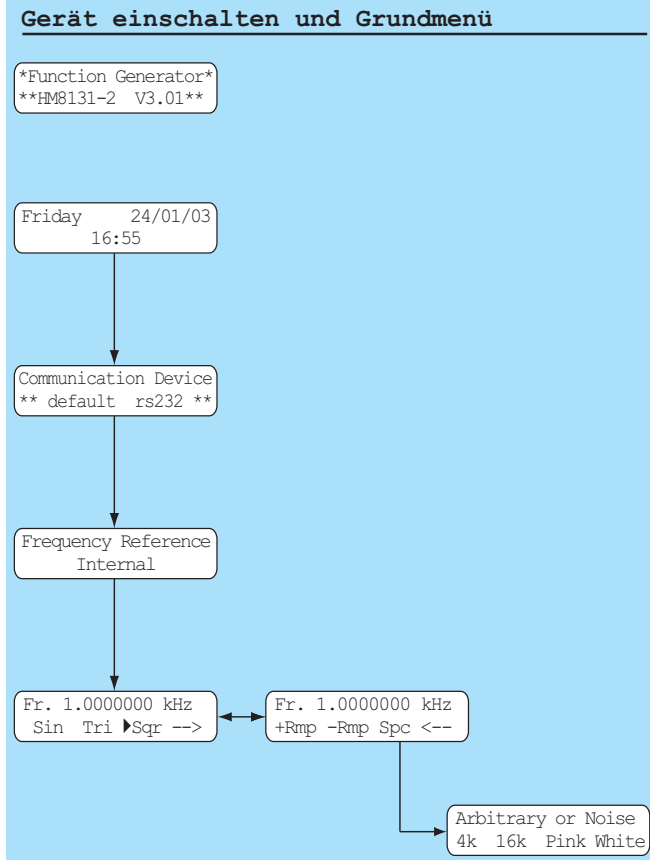 Gerät einschalten und Grundmenü
*Function Generator*
**HM8131-2 V3.01**
Friday 24/01/03
16:55
Communication Device
** default rs232 **
Frequency Reference
Internal
Fr. 1.0000000 kHz
Sin Tri ▶Sqr -->
Fr. 1.0000000 kHz
+Rmp -Rmp Spc <--
Arbitrary or Noise
4k 16k Pink White